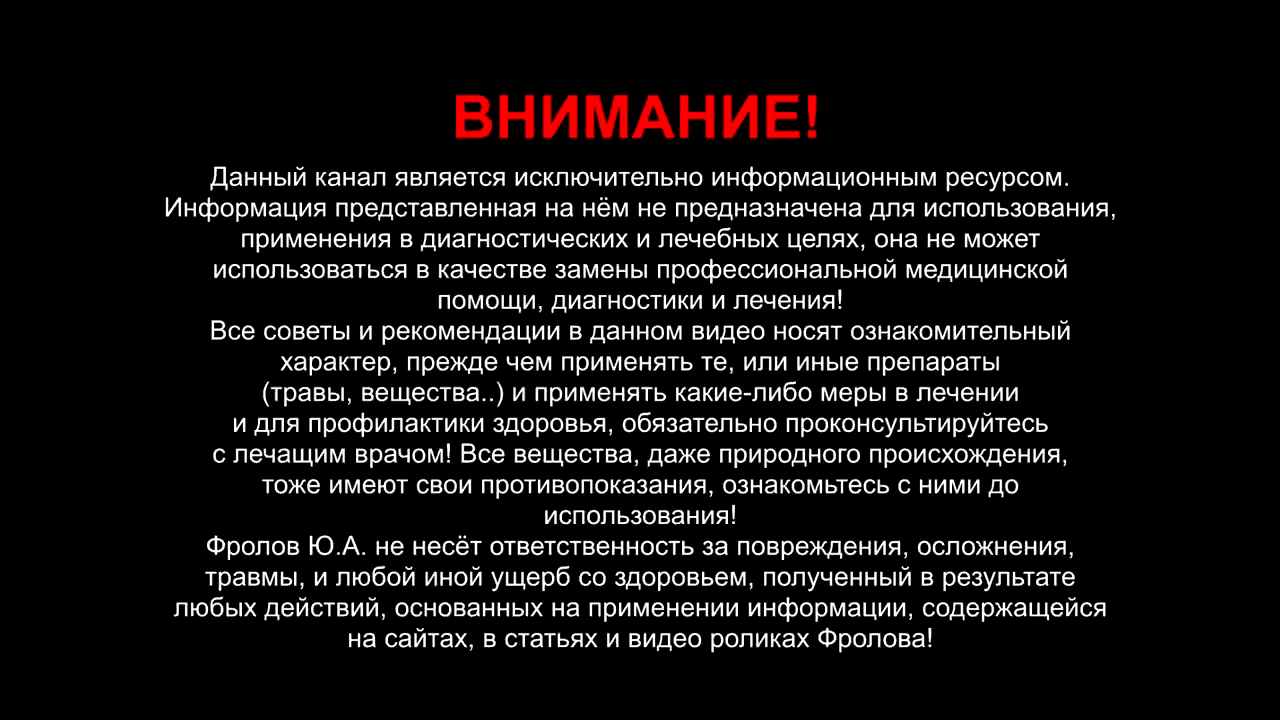 ВНИМАНИЕ!
Данный канал является исключительно информационным ресурсом.
Информация представленная на нём не предназначена для использования,
применения в диагностических и лечебных целях, она не может
использоваться в качестве замены профессиональной медицинской
помощи, диагностики и лечения!
Все советы и рекомендации в данном видео носят ознакомительный
характер, прежде чем применять те, или иные препараты
(травы, вещества..) и применять какие-либо меры в лечении
и для профилактики здоровья, обязательно проконсультируйтесь
с лечащим врачом! Все вещества, даже природного происхождения,
тоже имеют свои противопоказания, ознакомьтесь с ними до
использования!
Фролов Ю.А. не несёт ответственность за повреждения, осложнения,
травмы, и любой иной ущерб со здоровьем, полученный в результате
любых действий, основанных на применении информации, содержащейся
на сайтах, в статьях и видео роликах Фролова!